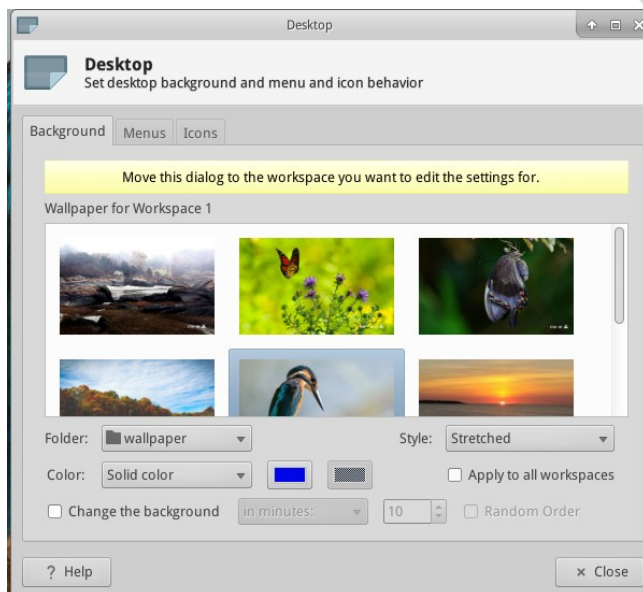 Desktop
Desktop
Set desktop background and menu and icon behavior
Background Menus Icons
Move this dialog to the workspace you want to edit the settings for.
Wallpaper for Workspace 1
Folder: wallpaper Style: Stretched
Color: Solid color Apply to all workspaces
Change the background in minutes: 10 Random Order
? Help × Close